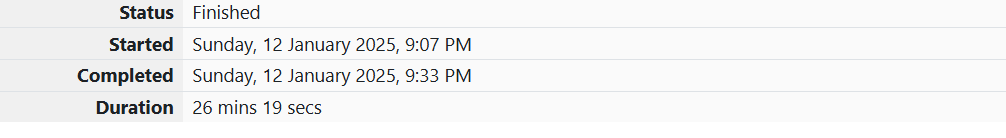 Status Finished
Started Sunday, 12 January 2025, 9:07 PM
Completed Sunday, 12 January 2025, 9:33 PM
Duration 26 mins 19 secs